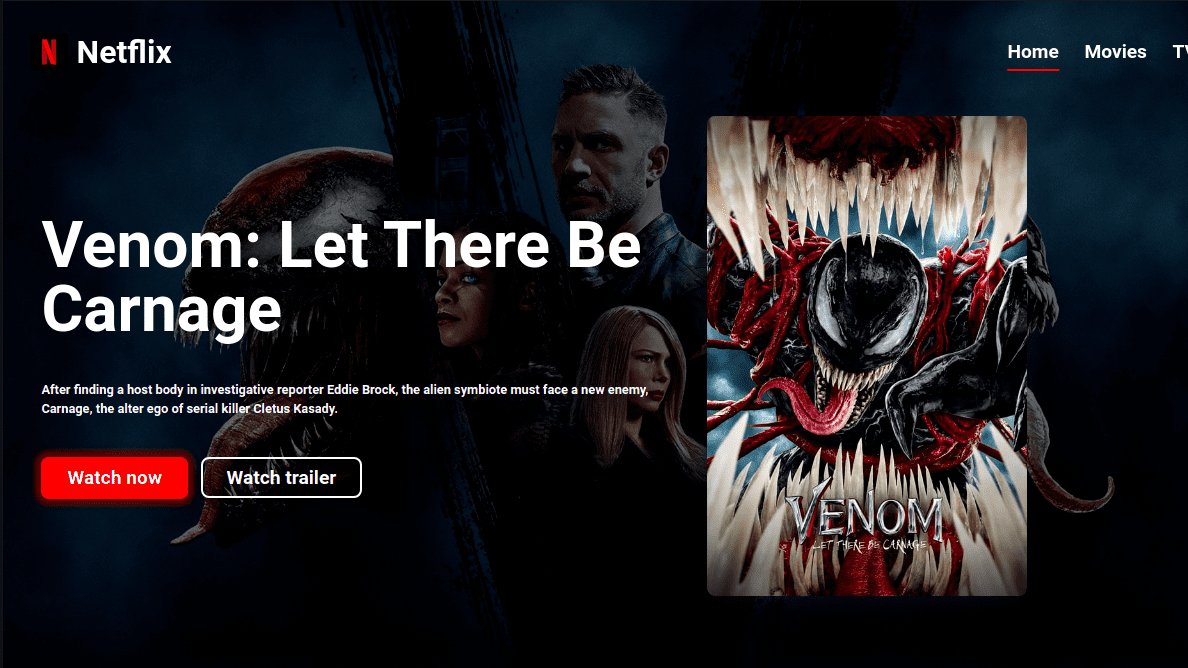 N Netflix
Home Movies TV
Venom: Let There Be
Carnage
After finding a host body in investigative reporter Eddie Brock, the alien symbiote must face a new enemy,
Carnage, the alter ego of serial killer Cletus Kasady.
Watch now Watch trailer
VENOM
LET THERE BE CARNAGE